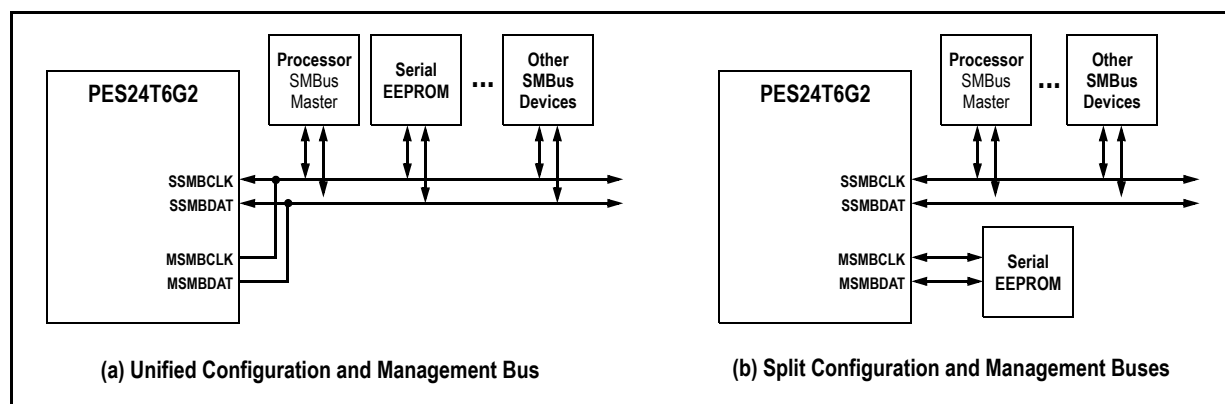 PES24T6G2
Processor
SMBus
Master
Serial
EEPROM
...
Other
SMBus
Devices
SSMBCLK
SSMBDAT
MSMBCLK
MSMBDAT
(a) Unified Configuration and Management Bus
PES24T6G2
Processor
SMBus
Master
...
Other
SMBus
Devices
SSMBCLK
SSMBDAT
MSMBCLK
MSMBDAT
Serial
EEPROM
(b) Split Configuration and Management Buses